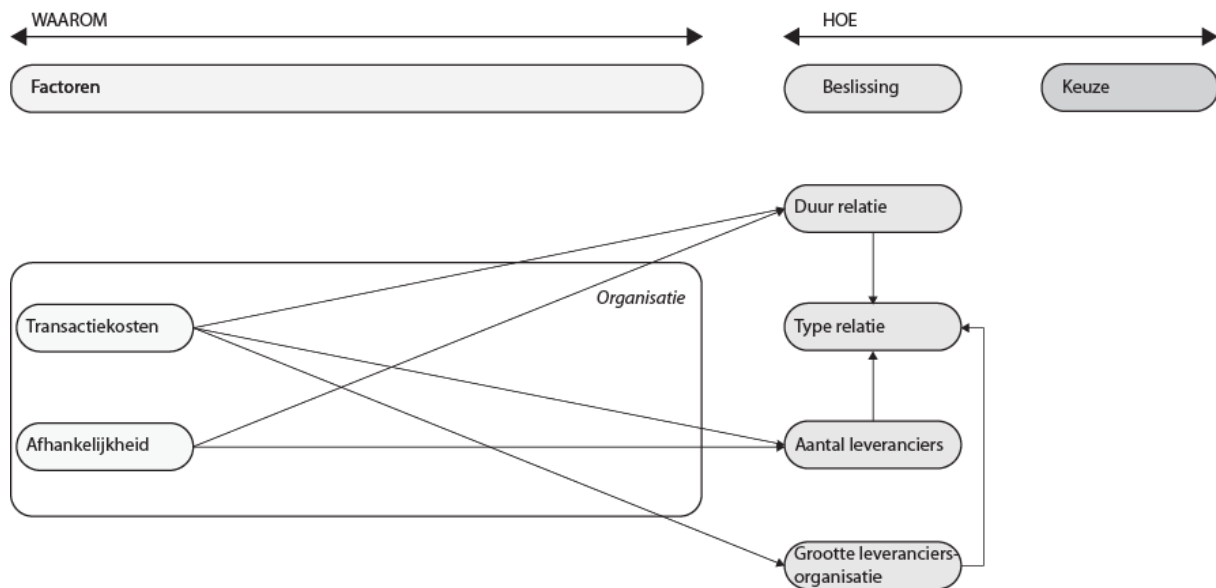 WAAROM
HOE
Factoren
Beslissing
Keuze
Duur relatie
Organisatie
Transactiekosten
Type relatie
Afhankelijkheid
Aantal leveranciers
Grootte leveranciers-
organisatie